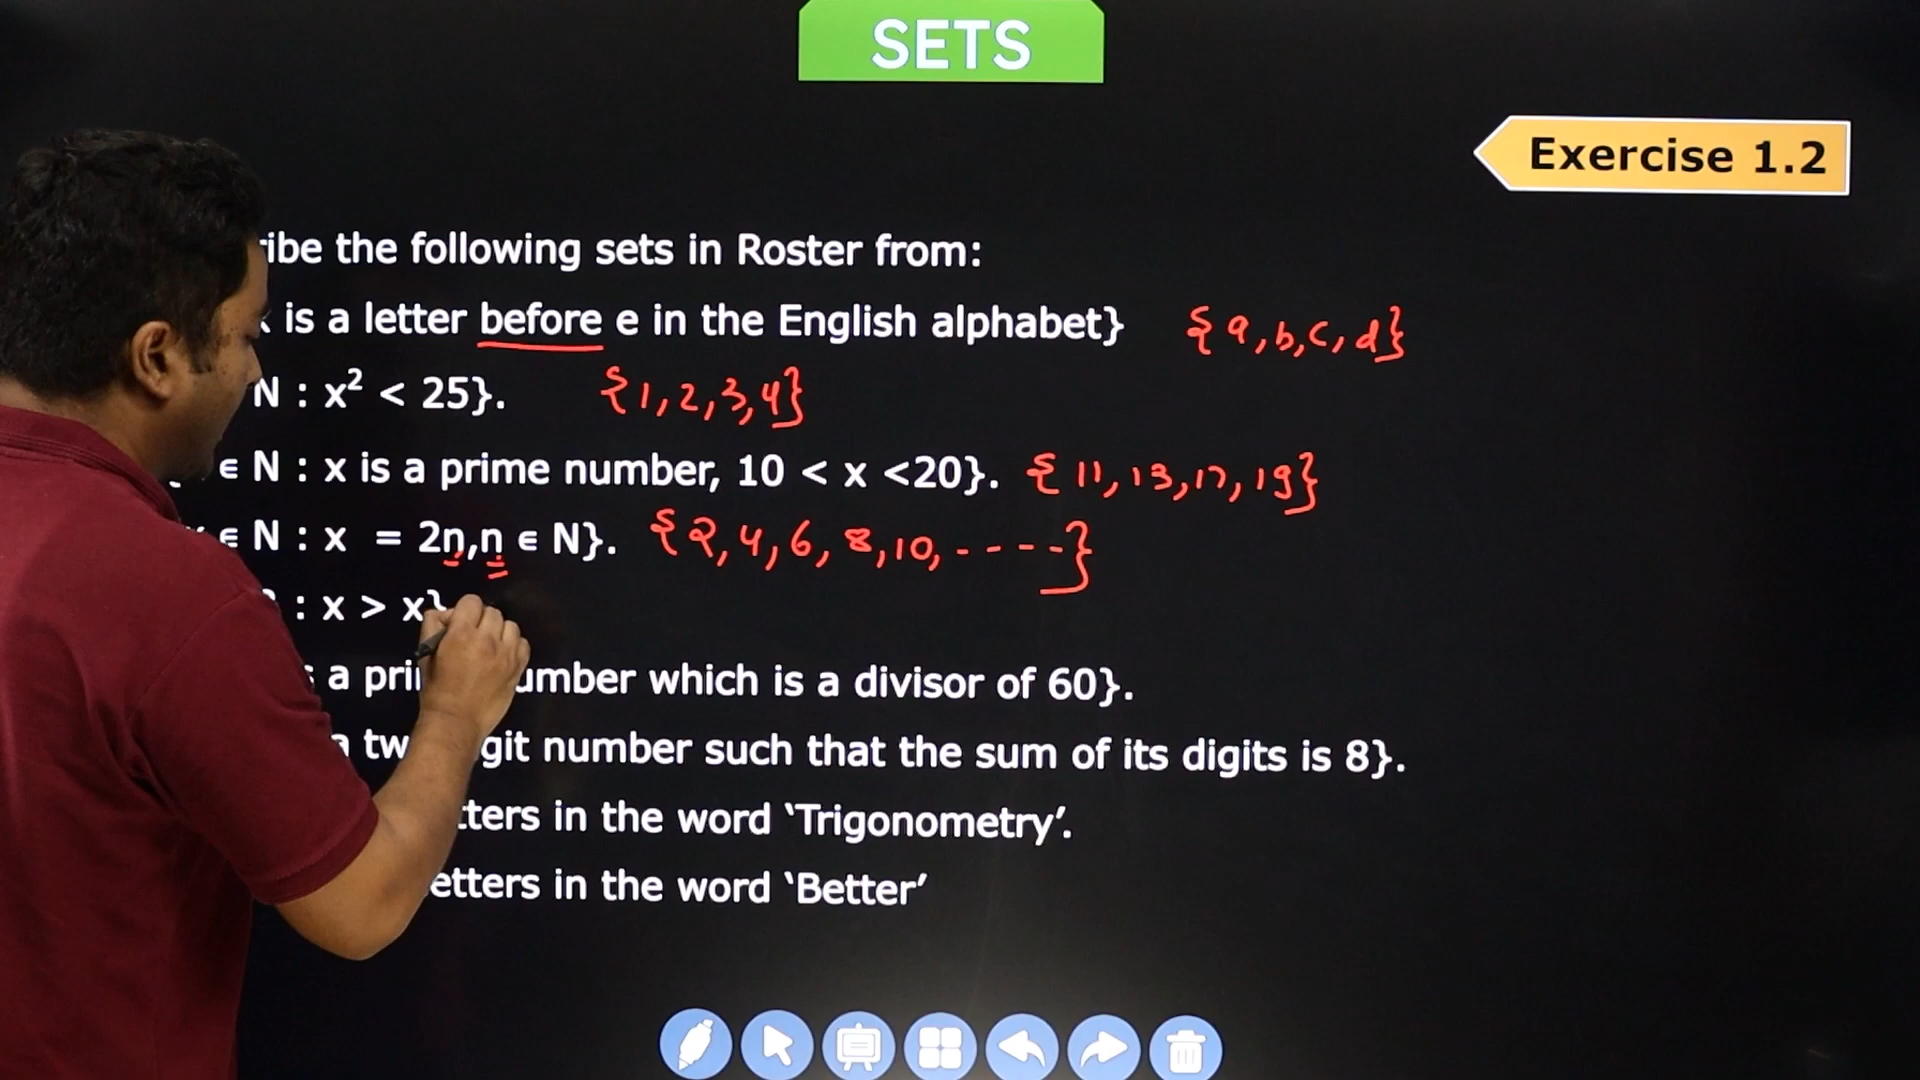 SETS
Exercise 1.2
ribe the following sets in Roster from:
is a letter before e in the English alphabet} {a,b,c,d}
N : x² < 25}. {1,2,3,4}
∈ N : x is a prime number, 10 < x <20}. {11,13,17,19}
∈ N : x = 2n,n ∈ N}. {2,4,6,8,10,-----}
: x > x}
a pri umber which is a divisor of 60}.
tw git number such that the sum of its digits is 8}.
tters in the word ‘Trigonometry’.
etters in the word ‘Better’